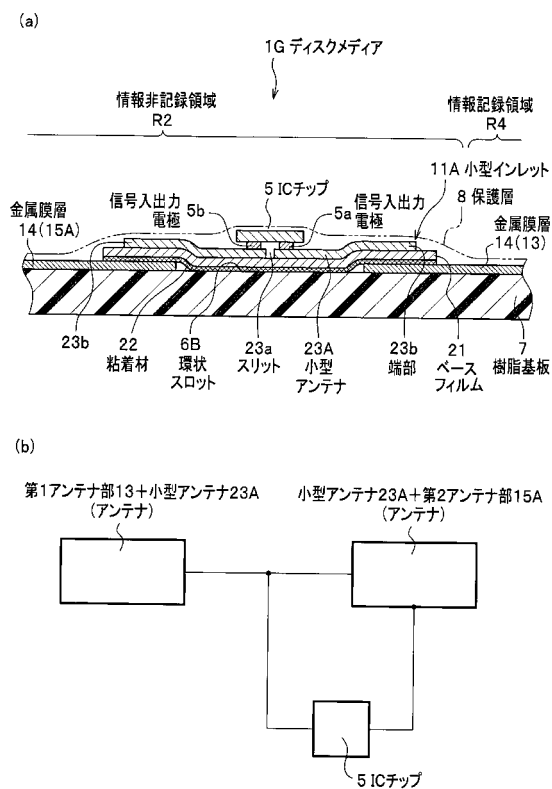 (a)
1G ディスクメディア
情報非記録領域
R2
情報記録領域
R4
11A 小型インレット
8 保護層
5 ICチップ
信号入出力
電極
5b
信号入出力
5a 電極
金属膜層
14(15A)
金属膜層
14(13)
23b
22
粘着材
6B
環状
スロット
23a
スリット
23A
小型
アンテナ
23b
端部
21
ベース
フィルム
7
樹脂基板
(b)
第1アンテナ部13+小型アンテナ23A
(アンテナ)
小型アンテナ23A+第2アンテナ部15A
(アンテナ)
5 ICチップ